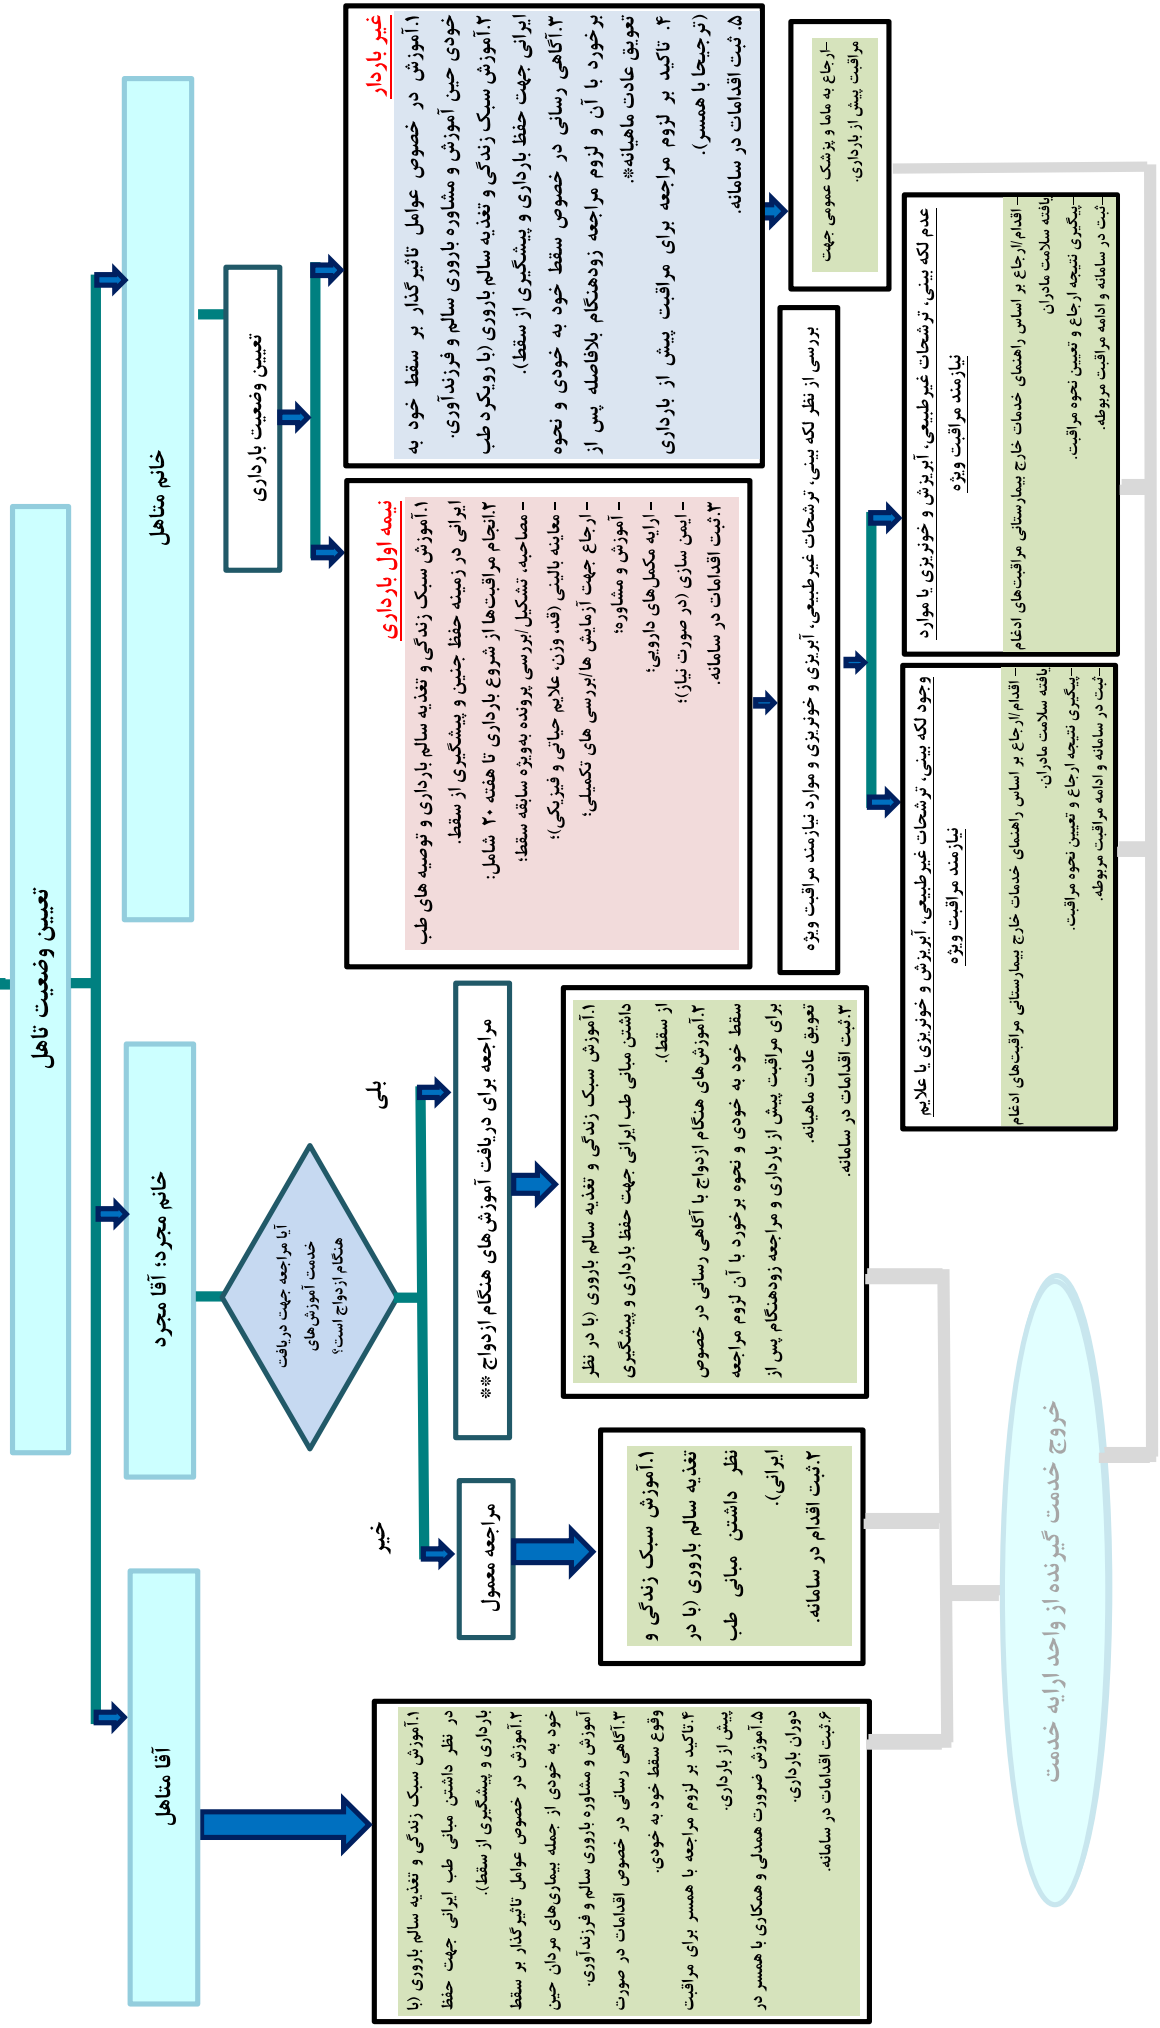 تعیین وضعیت تاهل
خانم متاهل
خانم مجرد؛ آقا مجرد
آقا متاهل
تعیین وضعیت بارداری
غیر باردار
۱.آموزش در خصوص عوامل تاثیرگذار بر سقط خود به
خودی حین آموزش و مشاوره باروری سالم و فرزندآوری.
۲.آموزش سبک زندگی و تغذیه سالم باروری (با رویکرد طب
ایرانی جهت حفظ بارداری و پیشگیری از سقط).
۳.آگاهی رسانی در خصوص سقط خود به خودی و نحوه
برخورد با آن و لزوم مراجعه زودهنگام بلافاصله پس از
تعویق عادت ماهیانه*.
۴. تاکید بر لزوم مراجعه برای مراقبت پیش از بارداری
(ترجیحا با همسر).
۵. ثبت اقدامات در سامانه.
-ارجاع به ماما و پزشک عمومی جهت
مراقبت پیش از بارداری.
نیمه اول بارداری
۱.آموزش سبک زندگی و تغذیه سالم بارداری و توصیه های طب
ایرانی در زمینه حفظ جنین و پیشگیری از سقط.
۲.انجام مراقبت‌ها از شروع بارداری تا هفته ۲۰ شامل:
- مصاحبه، تشکیل/بررسی پرونده به‌ویژه سابقه سقط؛
- معاینه بالینی (قد، وزن، علایم حیاتی و فیزیکی)؛
- ارجاع جهت آزمایش ها/بررسی های تکمیلی؛
- آموزش و مشاوره؛
- ارایه مکمل‌های دارویی؛
- ایمن سازی (در صورت نیاز)؛
۳.ثبت اقدامات در سامانه.
بررسی از نظر لکه بینی، ترشحات غیرطبیعی، آبریزی و خونریزی و موارد نیازمند مراقبت ویژه
عدم لکه بینی، ترشحات غیرطبیعی، آبریزش و خونریزی یا موارد
نیازمند مراقبت ویژه
- اقدام/ارجاع بر اساس راهنمای خدمات خارج بیمارستانی مراقبت‌های ادغام
یافته سلامت مادران
-پیگیری نتیجه ارجاع و تعیین نحوه مراقبت.
-ثبت در سامانه و ادامه مراقبت مربوطه.
وجود لکه بینی، ترشحات غیرطبیعی، آبریزش و خونریزی یا علایم
نیازمند مراقبت ویژه
- اقدام/ارجاع بر اساس راهنمای خدمات خارج بیمارستانی مراقبت‌های ادغام
یافته سلامت مادران.
-پیگیری نتیجه ارجاع و تعیین نحوه مراقبت.
-ثبت در سامانه و ادامه مراقبت مربوطه.
آیا مراجعه جهت دریافت
خدمت آموزش‌های
هنگام ازدواج است؟
بلی
خیر
مراجعه برای دریافت آموزش‌های هنگام ازدواج **
۱.آموزش سبک زندگی و تغذیه سالم باروری (با در نظر
داشتن مبانی طب ایرانی جهت حفظ بارداری و پیشگیری
از سقط).
۲.آموزش‌های هنگام ازدواج با آگاهی رسانی در خصوص
سقط خود به خودی و نحوه برخورد با آن لزوم مراجعه
برای مراقبت پیش از بارداری و مراجعه زودهنگام پس از
تعویق عادت ماهیانه.
۳.ثبت اقدامات در سامانه.
مراجعه معمول
۱.آموزش سبک زندگی و
تغذیه سالم باروری (با در
نظر داشتن مبانی طب
ایرانی).
۲.ثبت اقدام در سامانه.
۱.آموزش سبک زندگی و تغذیه سالم باروری (با
در نظر داشتن مبانی طب ایرانی جهت حفظ
بارداری و پیشگیری از سقط).
۲.آموزش در خصوص عوامل تاثیرگذار بر سقط
خود به خودی از جمله بیماری‌های مردان حین
آموزش و مشاوره باروری سالم و فرزندآوری.
۳.آگاهی رسانی در خصوص اقدامات در صورت
وقوع سقط خود به خودی.
۴.تاکید بر لزوم مراجعه با همسر برای مراقبت
پیش از بارداری.
۵.آموزش ضرورت همدلی و همکاری با همسر در
دوران بارداری.
۶.ثبت اقدامات در سامانه.
خروج خدمت گیرنده از واحد ارایه خدمت